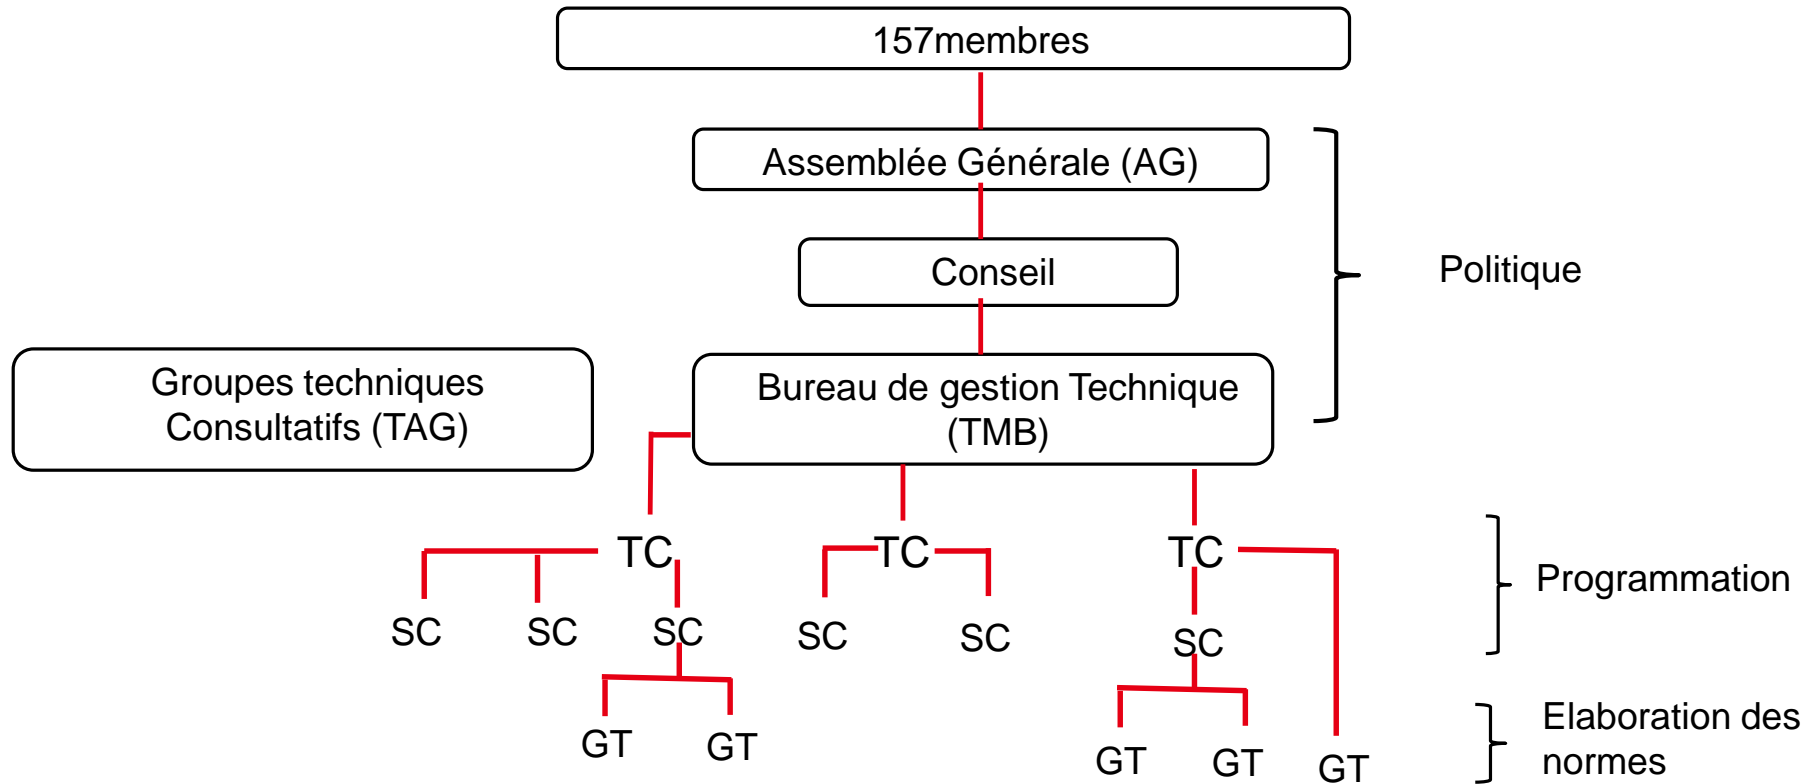 157membres
Assemblée Générale (AG)
Conseil
Politique
Groupes techniques
Consultatifs (TAG)
Bureau de gestion Technique
(TMB)
TC
TC
TC
Programmation
SC
SC
SC
SC
SC
SC
GT
GT
GT
GT
GT
Elaboration des
normes